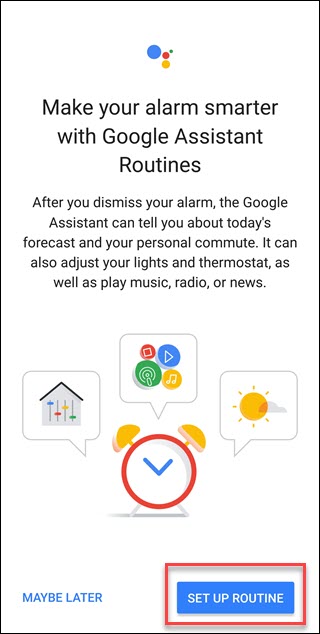 Make your alarm smarter
with Google Assistant
Routines
After you dismiss your alarm, the Google
Assistant can tell you about today's
forecast and your personal commute. It can
also adjust your lights and thermostat, as
well as play music, radio, or news.
MAYBE LATER
SET UP ROUTINE